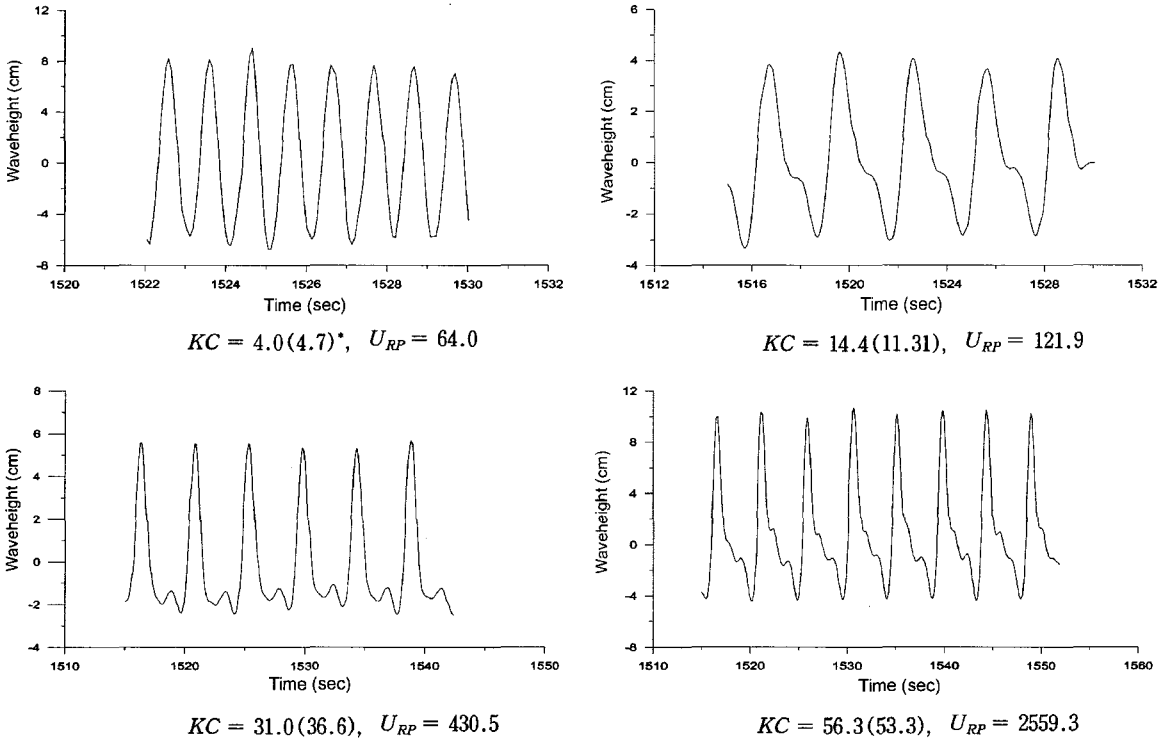 12
8
4
0
-4
-8
Waveheight (cm)
1520 1522 1524 1526 1528 1530 1532
Time (sec)
KC = 4.0(4.7)*, U_RP = 64.0
6
4
2
0
-2
-4
Waveheight (cm)
1512 1516 1520 1524 1528 1532
Time (sec)
KC = 14.4(11.31), U_RP = 121.9
8
6
4
2
0
-2
-4
Waveheight (cm)
1510 1520 1530 1540 1550
Time (sec)
KC = 31.0(36.6), U_RP = 430.5
12
8
4
0
-4
-8
Waveheight (cm)
1510 1520 1530 1540 1550 1560
Time (sec)
KC = 56.3(53.3), U_RP = 2559.3